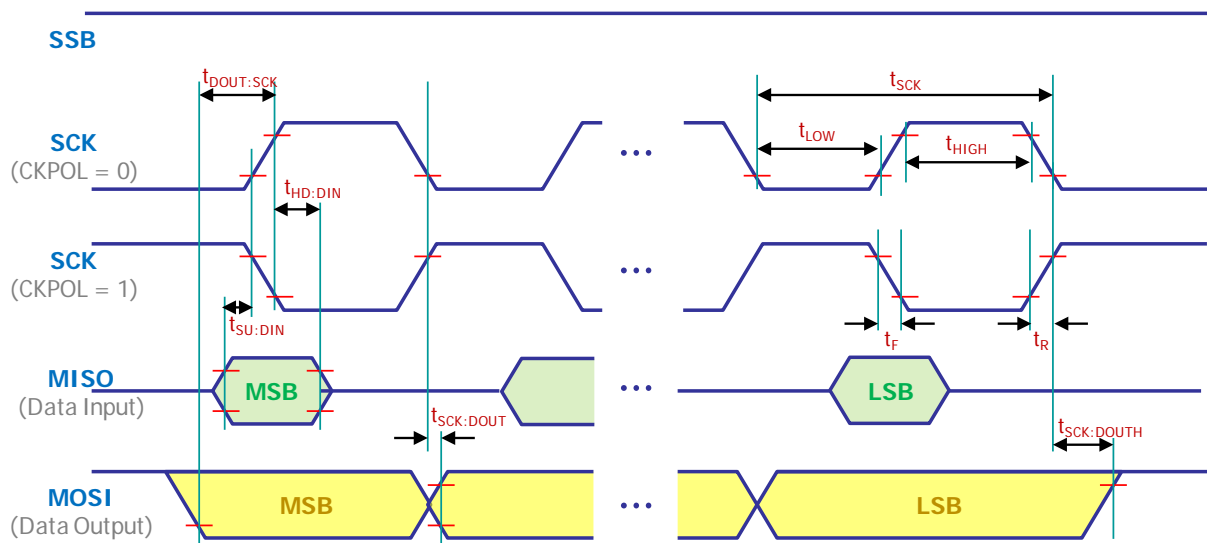 SSB
tDOUT:SCK
tSCK
SCK
(CKPOL = 0)
tLOW
tHIGH
...
tHD:DIN
SCK
(CKPOL = 1)
...
tSU:DIN
tF
tR
MISO
(Data Input)
MSB
...
LSB
tSCK:DOUT
tSCK:DOUTH
MOSI
(Data Output)
MSB
...
LSB